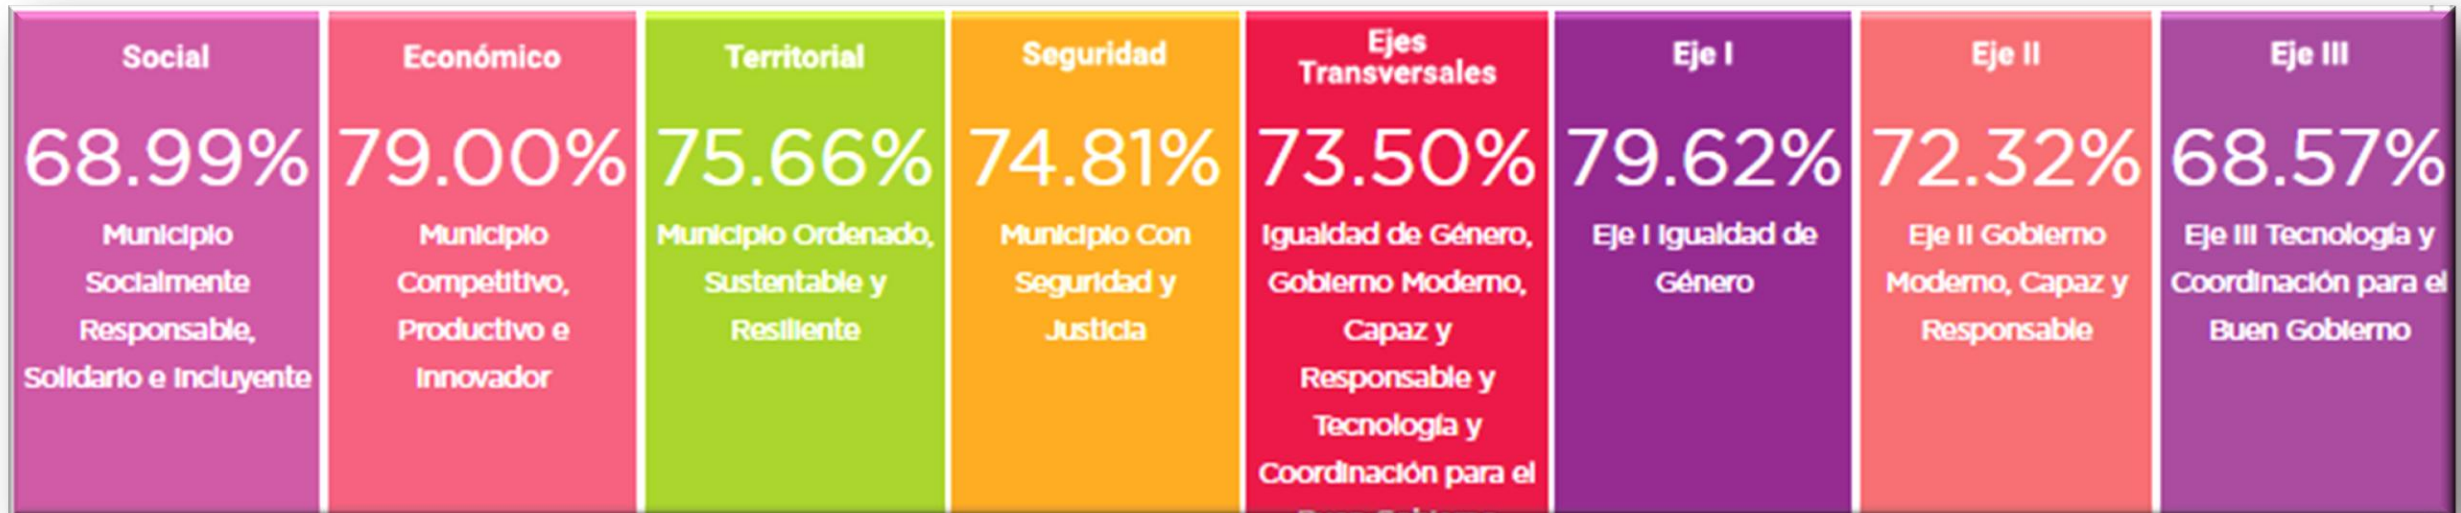 Social
68.99%
Municipio
Socialmente
Responsable,
Solidario e Incluyente
Económico
79.00%
Municipio
Competitivo,
Productivo e
Innovador
Territorial
75.66%
Municipio Ordenado,
Sustentable y
Resiliente
Seguridad
74.81%
Municipio Con
Seguridad y
Justicia
Ejes
Transversales
73.50%
Igualdad de Género,
Gobierno Moderno,
Capaz y
Responsable y
Tecnología y
Coordinación para el
Eje I
79.62%
Eje I Igualdad de
Género
Eje II
72.32%
Eje II Gobierno
Moderno, Capaz y
Responsable
Eje III
68.57%
Eje III Tecnología y
Coordinación para el
Buen Gobierno